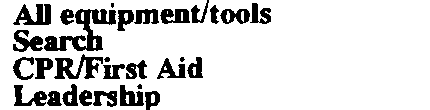 All equipment/tools
Search
CPR/First Aid
Leadership